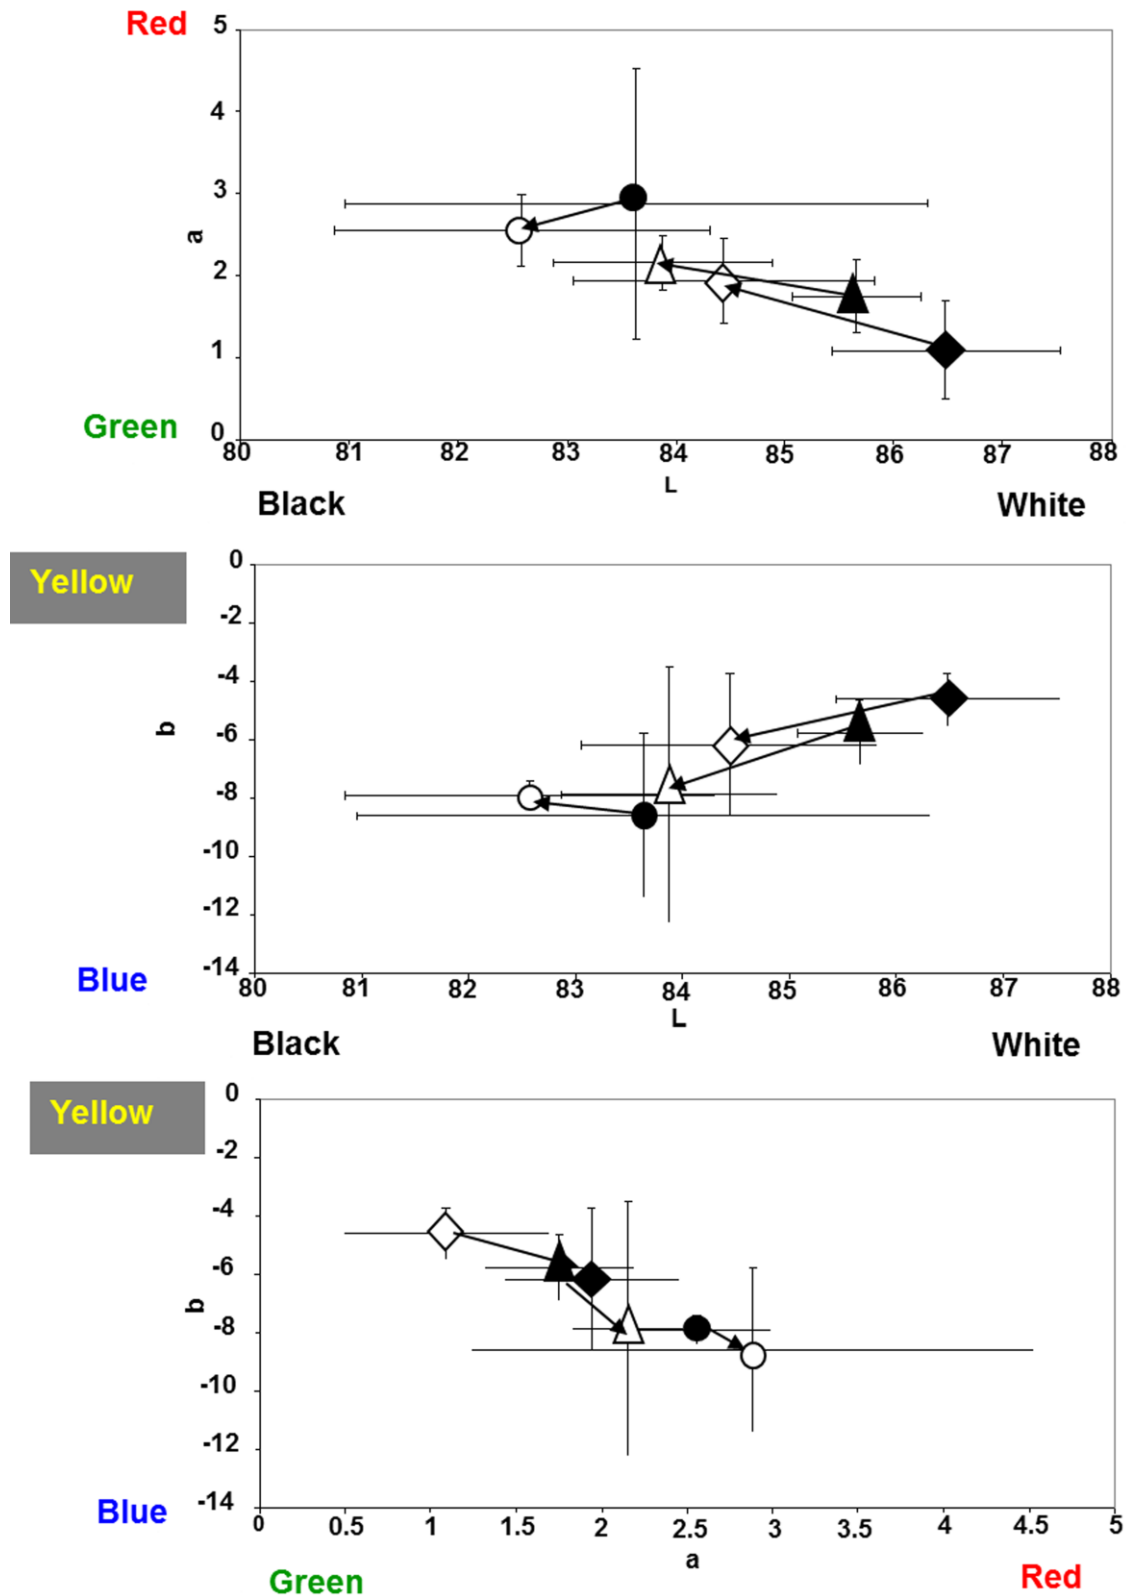 Red
5
4
3
a
2
1
Green
0
80 81 82 83 84 85 86 87 88
L
Black White
Yellow
0
-2
-4
b
-6
-8
-10
-12
Blue
-14
80 81 82 83 84 85 86 87 88
L
Black White
Yellow
0
-2
-4
-6
b
-8
-10
-12
Blue
-14
0 0.5 1 1.5 2 2.5 3 3.5 4 4.5 5
a
Green Red